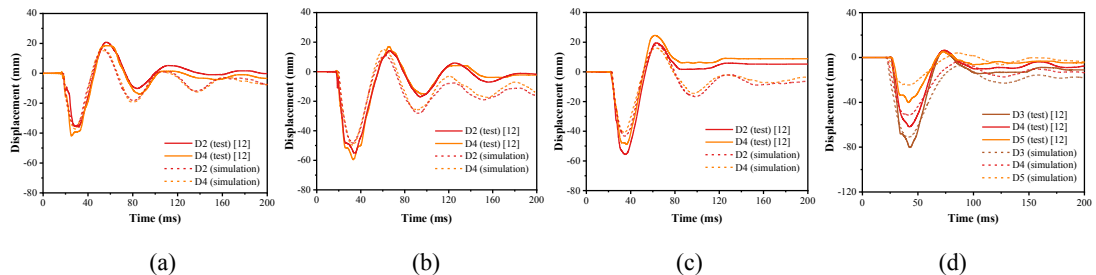 40
20
0
-20
-40
-60
-80
Displacement (mm)
0 40 80 120 160 200
Time (ms)
D2 (test) [12]
D4 (test) [12]
D2 (simulation)
D4 (simulation)
(a)
40
20
0
-20
-40
-60
-80
Displacement (mm)
0 40 80 120 160 200
Time (ms)
D2 (test) [12]
D4 (test) [12]
D2 (simulation)
D4 (simulation)
(b)
40
20
0
-20
-40
-60
-80
Displacement (mm)
0 40 80 120 160 200
Time (ms)
D2 (test) [12]
D4 (test) [12]
D2 (simulation)
D4 (simulation)
(c)
40
0
-40
-80
-120
Displacement (mm)
0 50 100 150 200
Time (ms)
D3 (test) [12]
D4 (test) [12]
D5 (test) [12]
D3 (simulation)
D4 (simulation)
D5 (simulation)
(d)